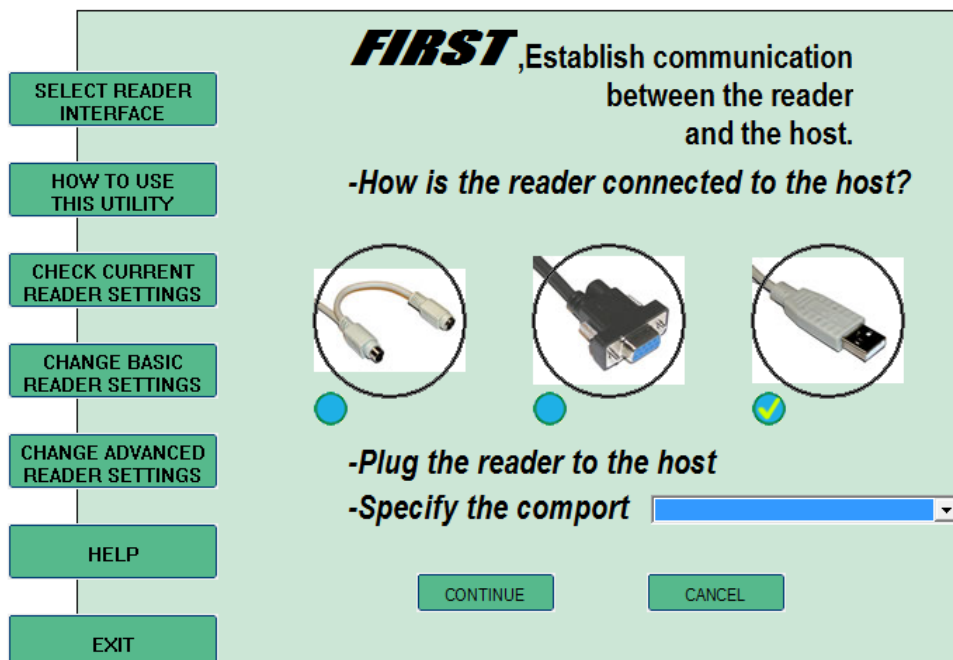 FIRST ,Establish communication
between the reader
and the host.
-How is the reader connected to the host?
-Plug the reader to the host
-Specify the comport
CONTINUE
CANCEL
SELECT READER
INTERFACE
HOW TO USE
THIS UTILITY
CHECK CURRENT
READER SETTINGS
CHANGE BASIC
READER SETTINGS
CHANGE ADVANCED
READER SETTINGS
HELP
EXIT